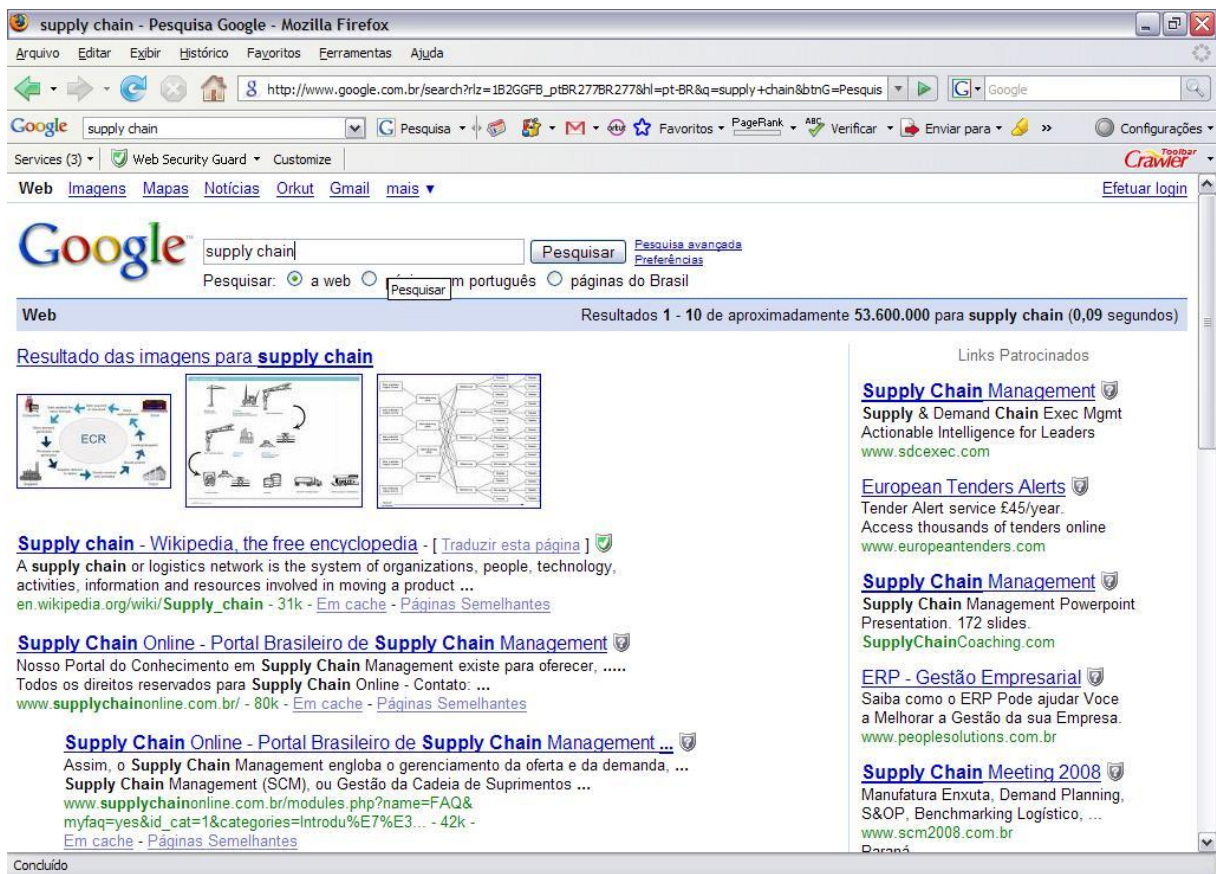 supply chain - Pesquisa Google - Mozilla Firefox
Arquivo Editar Exibir Histórico Favoritos Ferramentas Ajuda
http://www.google.com.br/search?rlz=1B2GGFB_ptBR277BR277&hl=pt-BR&q=supply+chain&btnG=Pesquis G Google
Google supply chain G Pesquisa Favoritos PageRank ABC Verificar Enviar para » Configurações
Services (3) Web Security Guard Customize Crawler Toolbar
Web Imagens Mapas Notícias Orkut Gmail mais ▼ Efetuar login
Google™ supply chain Pesquisar Pesquisa avançada
Preferências
Pesquisar: a web em português páginas do Brasil
Pesquisar
Web Resultados 1 - 10 de aproximadamente 53.600.000 para supply chain (0,09 segundos)
Resultado das imagens para supply chain
ECR
Supply chain - Wikipedia, the free encyclopedia - [ Traduzir esta página ]
A supply chain or logistics network is the system of organizations, people, technology,
activities, information and resources involved in moving a product ...
en.wikipedia.org/wiki/Supply_chain - 31k - Em cache - Páginas Semelhantes
Supply Chain Online - Portal Brasileiro de Supply Chain Management
Nosso Portal do Conhecimento em Supply Chain Management existe para oferecer, .....
Todos os direitos reservados para Supply Chain Online - Contato: ...
www.supplychainonline.com.br/ - 80k - Em cache - Páginas Semelhantes
Supply Chain Online - Portal Brasileiro de Supply Chain Management ...
Assim, o Supply Chain Management engloba o gerenciamento da oferta e da demanda, ...
Supply Chain Management (SCM), ou Gestão da Cadeia de Suprimentos ...
www.supplychainonline.com.br/modules.php?name=FAQ&
myfaq=yes&id_cat=1&categories=Introdu%E7%E3... - 42k -
Em cache - Páginas Semelhantes
Links Patrocinados
Supply Chain Management
Supply & Demand Chain Exec Mgmt
Actionable Intelligence for Leaders
www.sdcexec.com
European Tenders Alerts
Tender Alert service £45/year.
Access thousands of tenders online
www.europeantenders.com
Supply Chain Management
Supply Chain Management Powerpoint
Presentation. 172 slides.
SupplyChainCoaching.com
ERP - Gestão Empresarial
Saiba como o ERP Pode ajudar Voce
a Melhorar a Gestão da sua Empresa.
www.peoplesolutions.com.br
Supply Chain Meeting 2008
Manufatura Enxuta, Demand Planning,
S&OP, Benchmarking Logístico, ...
www.scm2008.com.br
Paraná
Concluído